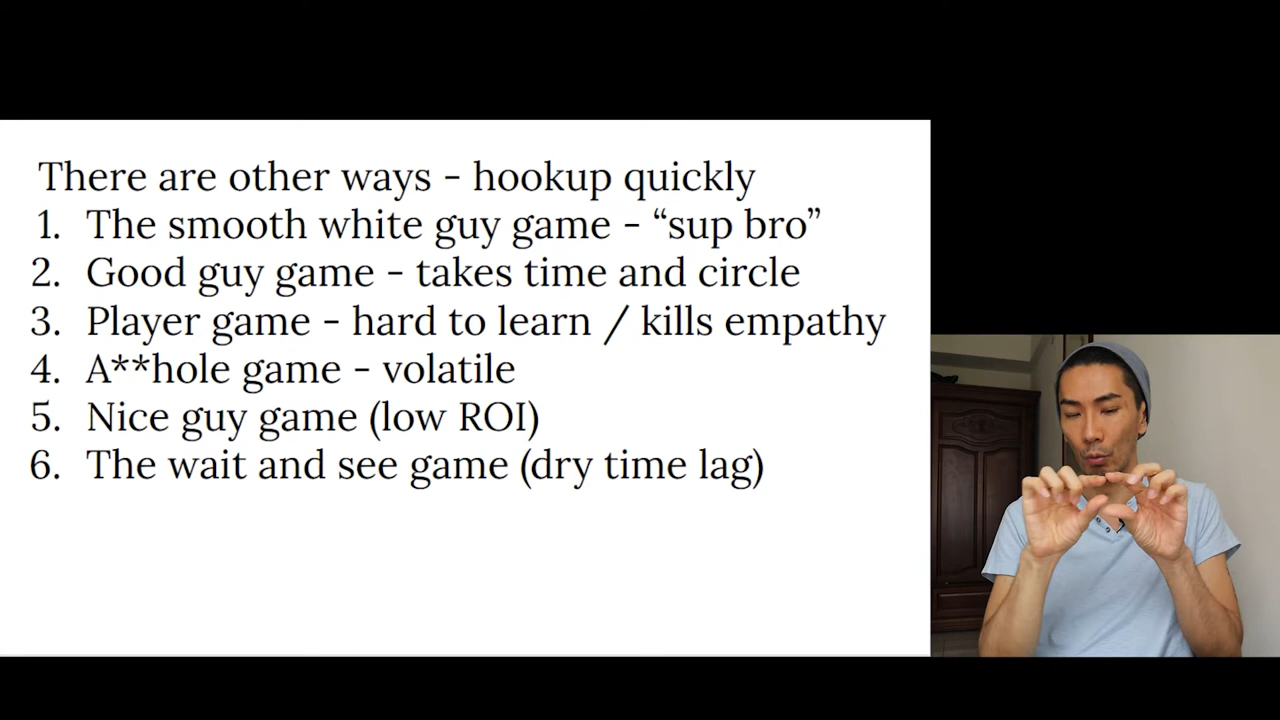 There are other ways - hookup quickly
1. The smooth white guy game - “sup bro”
2. Good guy game - takes time and circle
3. Player game - hard to learn / kills empathy
4. A**hole game - volatile
5. Nice guy game (low ROI)
6. The wait and see game (dry time lag)